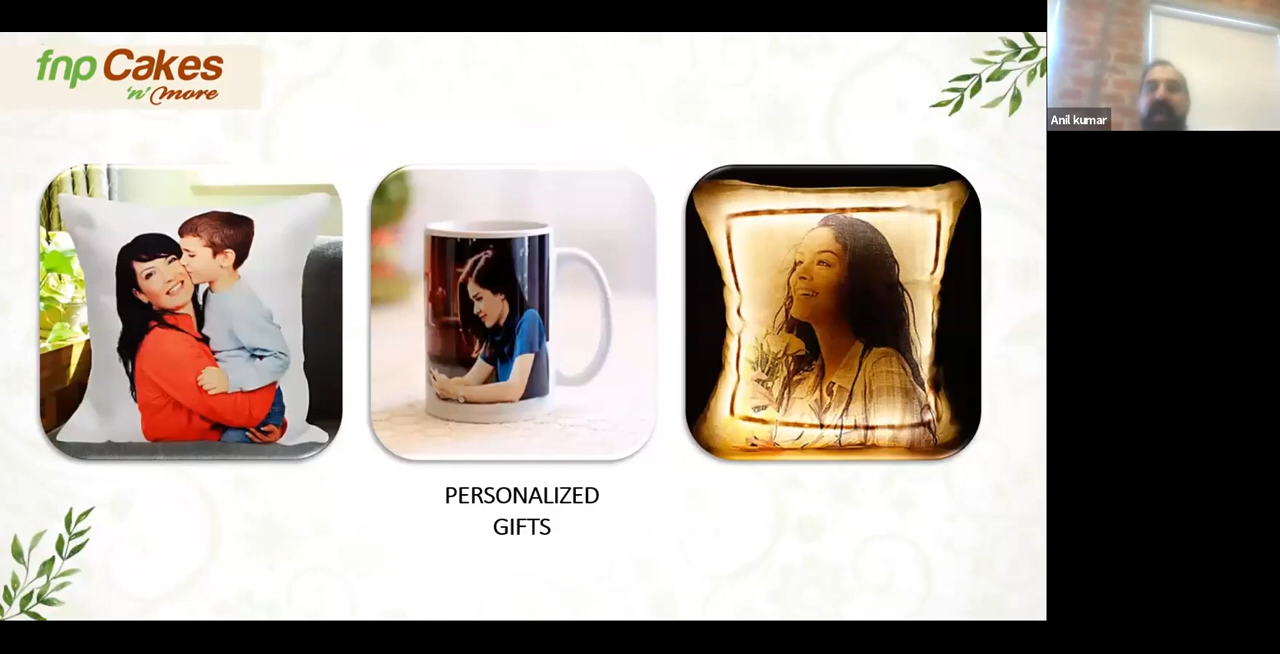 fnp Cakes
'n' more
Anil kumar
PERSONALIZED
GIFTS